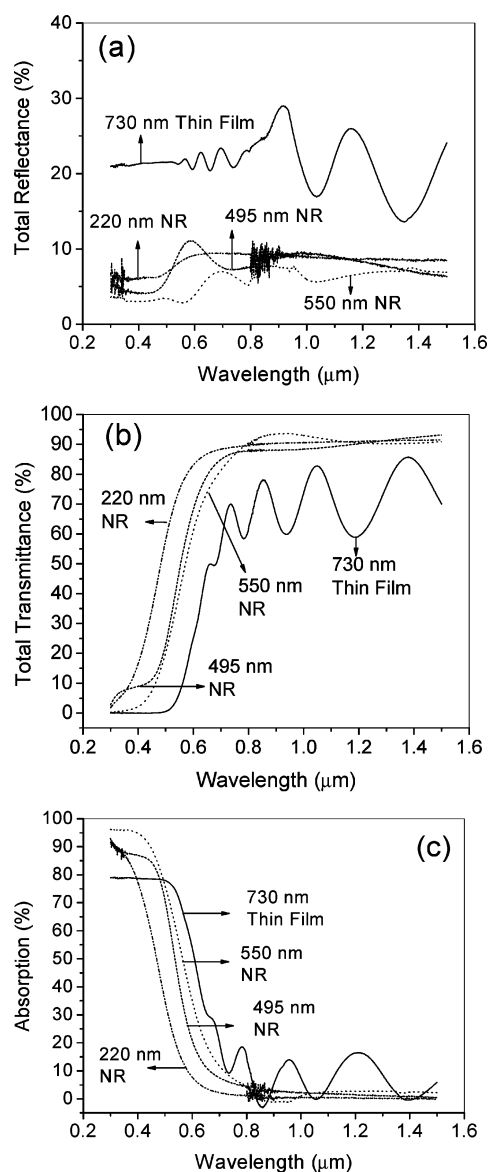 (a)
40
30
20
10
0
Total Reflectance (%)
730 nm Thin Film
220 nm NR
495 nm NR
550 nm NR
0.2 0.4 0.6 0.8 1.0 1.2 1.4 1.6
Wavelength (μm)
(b)
100
90
80
70
60
50
40
30
20
10
0
Total Transmittance (%)
220 nm
NR
550 nm
NR
730 nm
Thin Film
495 nm
NR
0.2 0.4 0.6 0.8 1.0 1.2 1.4 1.6
Wavelength (μm)
(c)
100
90
80
70
60
50
40
30
20
10
0
Absorption (%)
730 nm
Thin Film
550 nm
NR
495 nm
NR
220 nm
NR
0.2 0.4 0.6 0.8 1.0 1.2 1.4 1.6
Wavelength (μm)